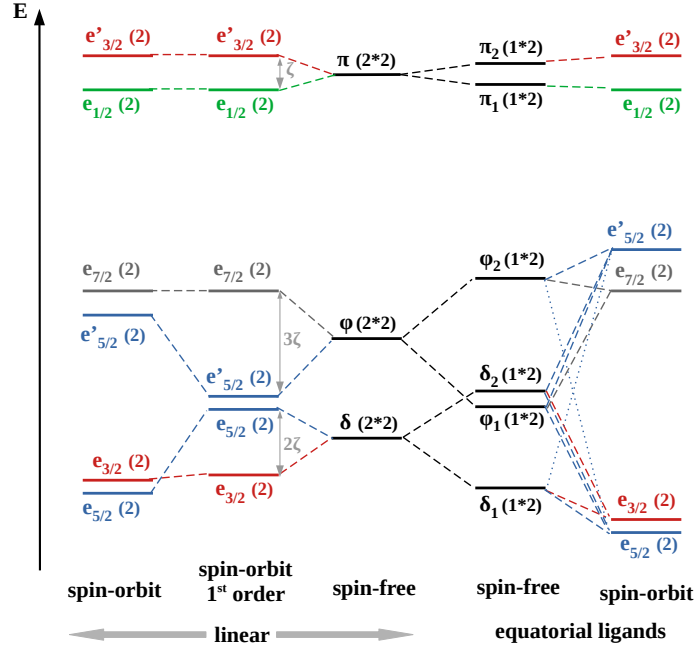 E
e’3/2 (2)
e’3/2 (2)
π (2*2)
π2 (1*2)
e’3/2 (2)
ζ
e1/2 (2)
e1/2 (2)
π1 (1*2)
e1/2 (2)
e’5/2 (2)
e7/2 (2)
e7/2 (2)
φ2 (1*2)
e7/2 (2)
e’5/2 (2)
3ζ
φ (2*2)
e’5/2 (2)
δ2 (1*2)
e5/2 (2)
δ (2*2)
φ1 (1*2)
2ζ
e3/2 (2)
e3/2 (2)
e5/2 (2)
δ1 (1*2)
e3/2 (2)
e5/2 (2)
spin-orbit
spin-orbit
1st order
spin-free
spin-free
spin-orbit
linear
equatorial ligands